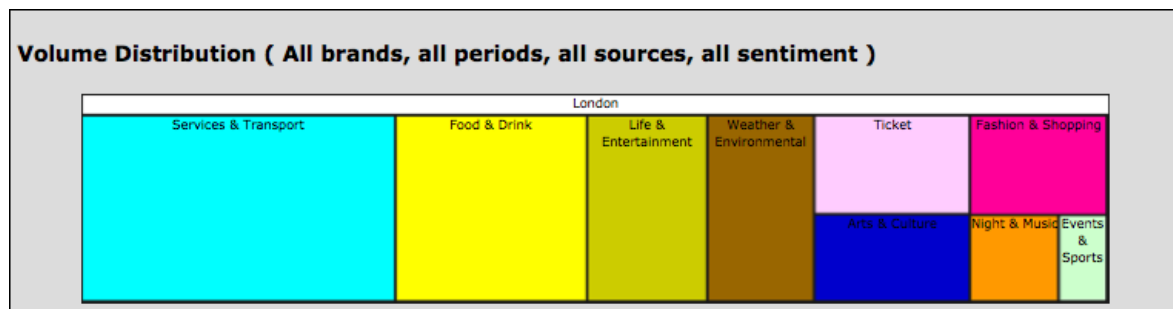 Volume Distribution ( All brands, all periods, all sources, all sentiment )
London
Services & Transport
Food & Drink
Life &
Entertainment
Weather &
Environmental
Ticket
Fashion & Shopping
Arts & Culture
Night & Music
Events
&
Sports